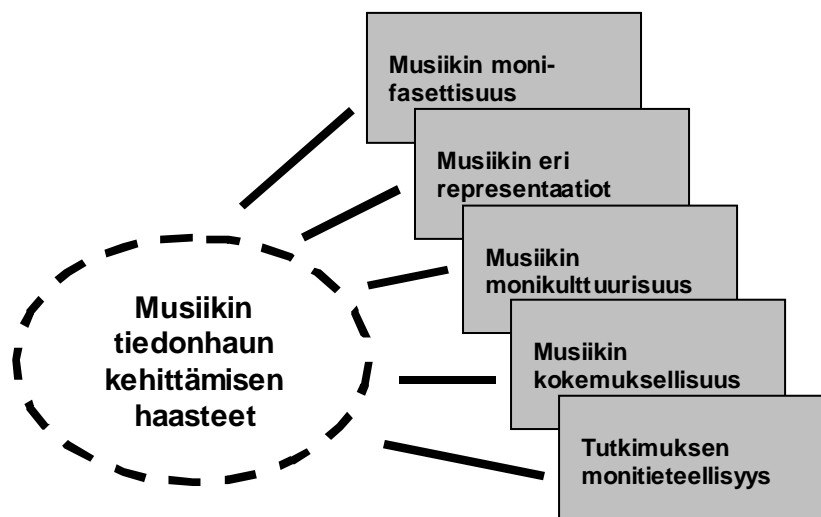 Musiikin moni-
fasettisuus
Musiikin eri
representaatiot
Musiikin
monikulttuurisuus
Musiikin
kokemuksellisuus
Tutkimuksen
monitieteellisyys
Musiikin
tiedonhaun
kehittämisen
haasteet